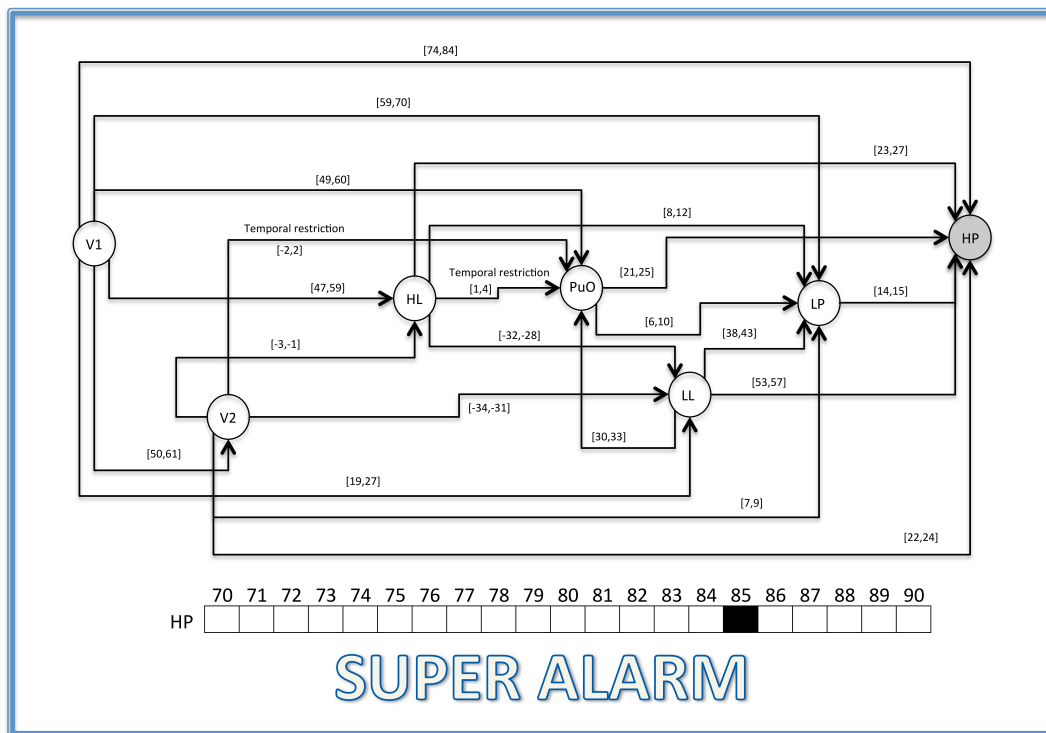 [74,84]
[59,70]
[23,27]
[49,60]
[8,12]
Temporal restriction
[-2,2]
V1
HP
Temporal restriction
[1,4]
[21,25]
PuO
[47,59]
HL
[14,15]
LP
[6,10]
[-3,-1]
[-32,-28]
[38,43]
[53,57]
LL
[-34,-31]
V2
[30,33]
[50,61]
[19,27]
[7,9]
[22,24]
70 71 72 73 74 75 76 77 78 79 80 81 82 83 84 85 86 87 88 89 90
HP
SUPER ALARM